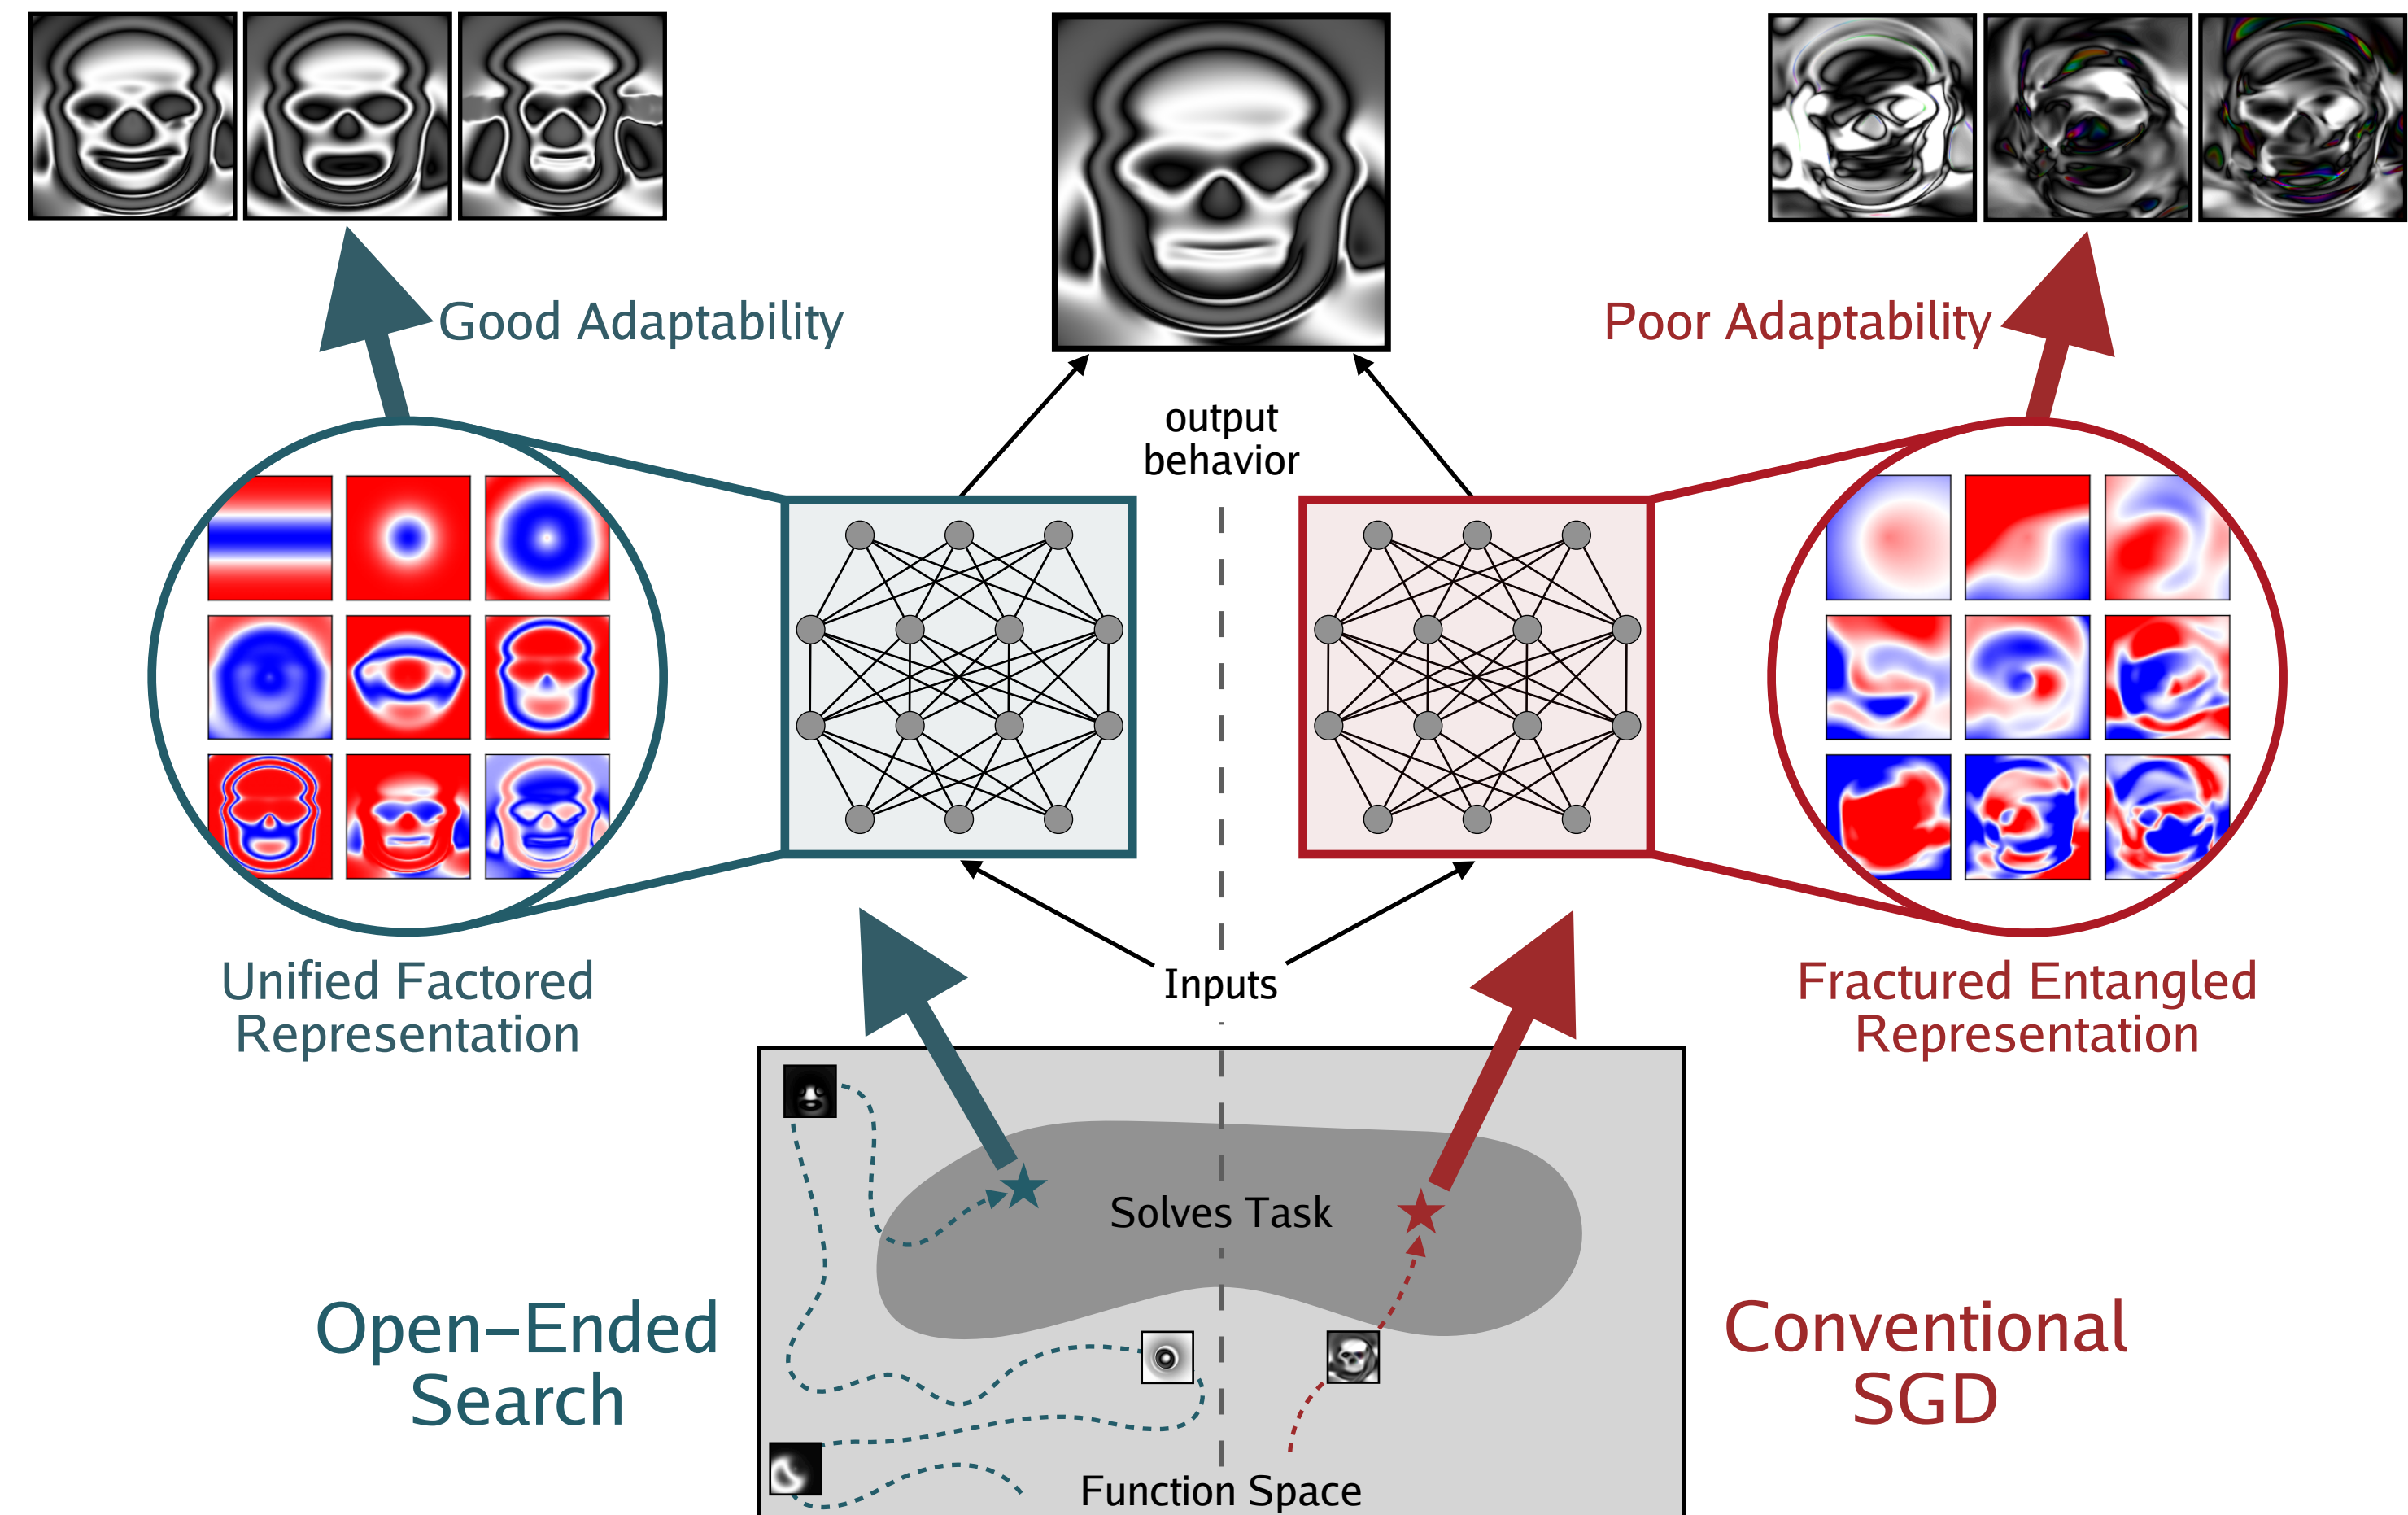 Good Adaptability
Poor Adaptability
output
behavior
Unified Factored
Representation
Inputs
Fractured Entangled
Representation
Solves Task
Open-Ended
Search
Conventional
SGD
Function Space